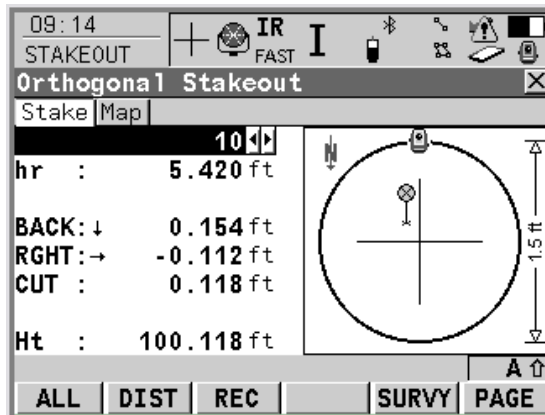 09:14
STAKEOUT
IR
FAST
I
Orthogonal Stakeout
Stake Map
10
hr : 5.420 ft
BACK:↓ 0.154 ft
RGHT:→ -0.112 ft
CUT : 0.118 ft
Ht : 100.118 ft
N
1.5 ft
A ⇧
ALL DIST REC SURVY PAGE